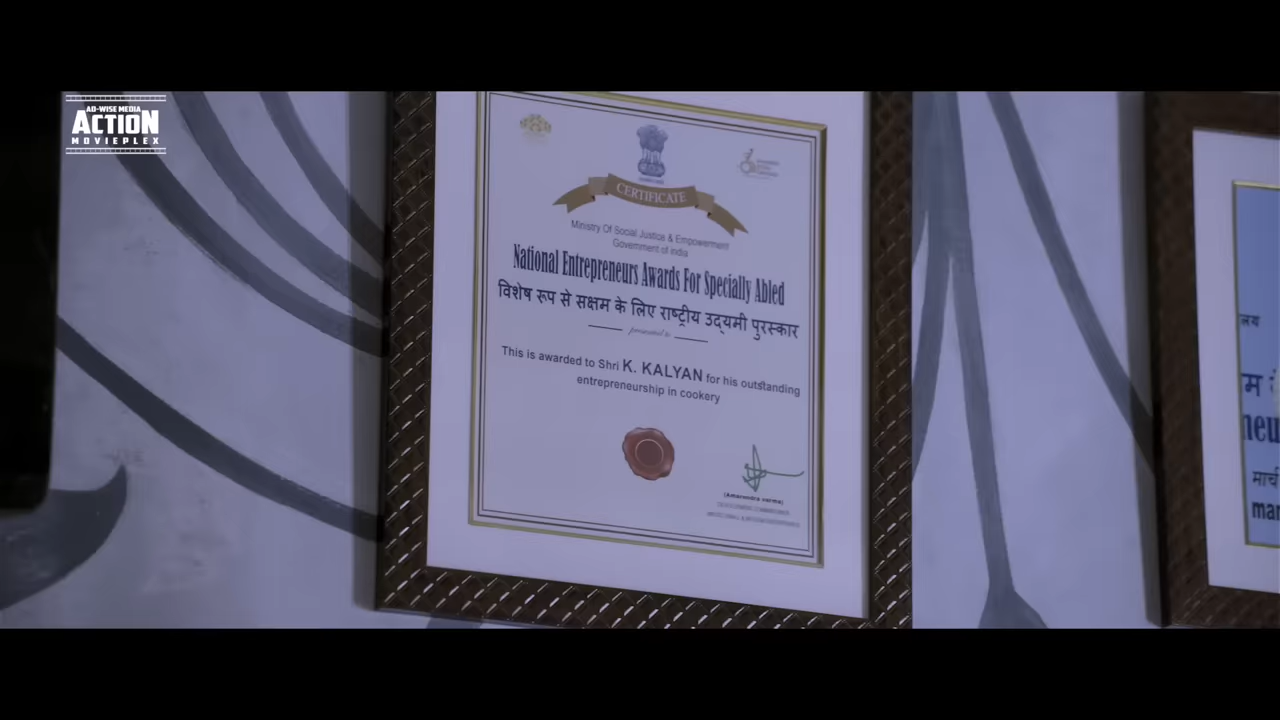 AD-WISE MEDIA
ACTION
MOVIEPLEX
CERTIFICATE
Ministry Of Social Justice & Empowerment
Government of india
National Entrepreneurs Awards For Specially Abled
विशेष रूप से सक्षम के लिए राष्ट्रीय उद्यमी पुरस्कार
presented to
This is awarded to Shri K. KALYAN for his outstanding
entrepreneurship in cookery
(Amarendra varma)
मार्च